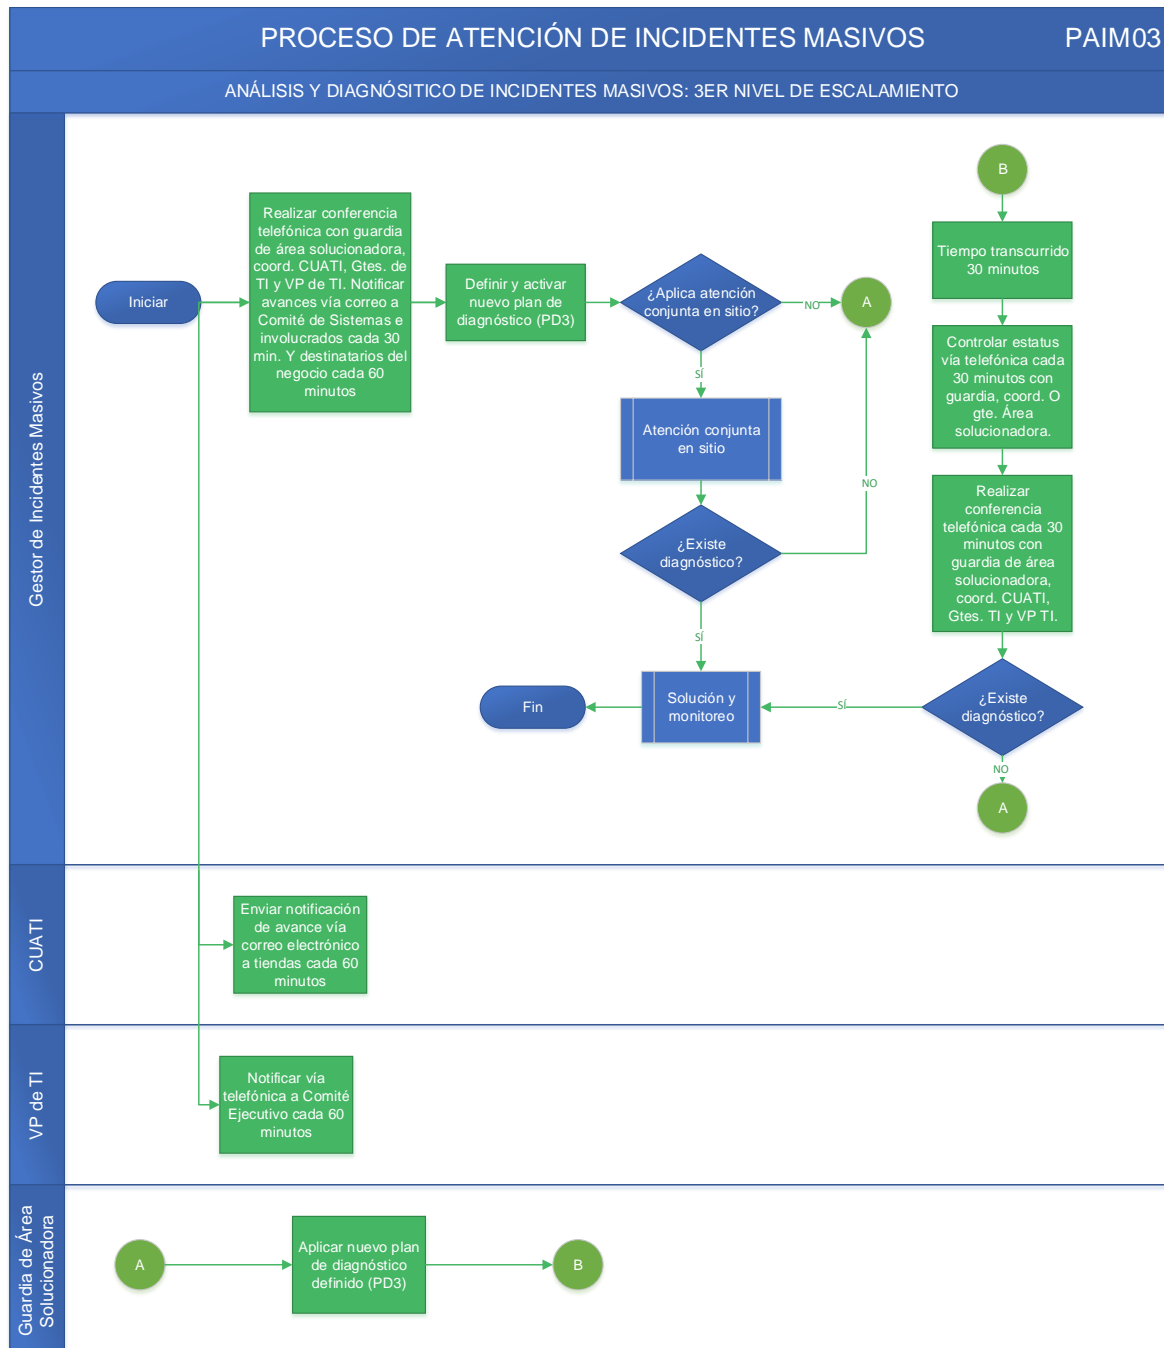 PROCESO DE ATENCIÓN DE INCIDENTES MASIVOS
PAIM03
ANÁLISIS Y DIAGNÓSITICO DE INCIDENTES MASIVOS: 3ER NIVEL DE ESCALAMIENTO
Gestor de Incidentes Masivos
Iniciar
Realizar conferencia
telefónica con guardia
de área solucionadora,
coord. CUATI, Gtes. de
TI y VP de TI. Notificar
avances vía correo a
Comité de Sistemas e
involucrados cada 30
min. Y destinatarios del
negocio cada 60
minutos
Definir y activar
nuevo plan de
diagnóstico (PD3)
¿Aplica atención
conjunta en sitio?
NO
A
SÍ
Atención conjunta
en sitio
¿Existe
diagnóstico?
NO
SÍ
Solución y
monitoreo
Fin
B
Tiempo transcurrido
30 minutos
Controlar estatus
vía telefónica cada
30 minutos con
guardia, coord. O
gte. Área
solucionadora.
Realizar
conferencia
telefónica cada 30
minutos con
guardia de área
solucionadora,
coord. CUATI,
Gtes. TI y VP TI.
¿Existe
diagnóstico?
SÍ
NO
A
CUATI
Enviar notificación
de avance vía
correo electrónico
a tiendas cada 60
minutos
VP de TI
Notificar vía
telefónica a Comité
Ejecutivo cada 60
minutos
Guardia de Área
Solucionadora
A
Aplicar nuevo plan
de diagnóstico
definido (PD3)
B